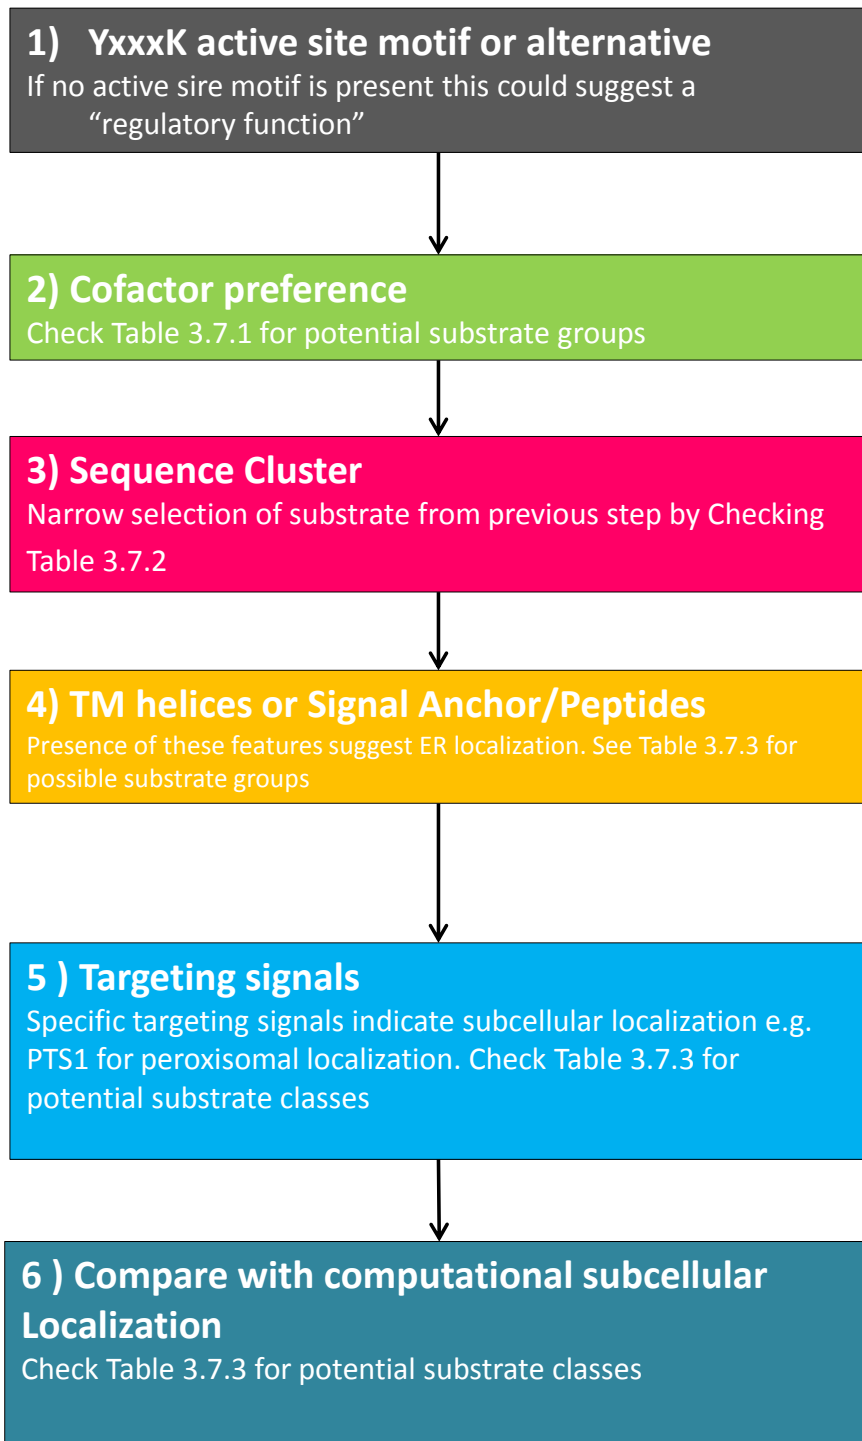 1) YxxxK active site motif or alternative
If no active sire motif is present this could suggest a
“regulatory function”
2) Cofactor preference
Check Table 3.7.1 for potential substrate groups
3) Sequence Cluster
Narrow selection of substrate from previous step by Checking
Table 3.7.2
4) TM helices or Signal Anchor/Peptides
Presence of these features suggest ER localization. See Table 3.7.3 for
possible substrate groups
5 ) Targeting signals
Specific targeting signals indicate subcellular localization e.g.
PTS1 for peroxisomal localization. Check Table 3.7.3 for
potential substrate classes
6 ) Compare with computational subcellular
Localization
Check Table 3.7.3 for potential substrate classes